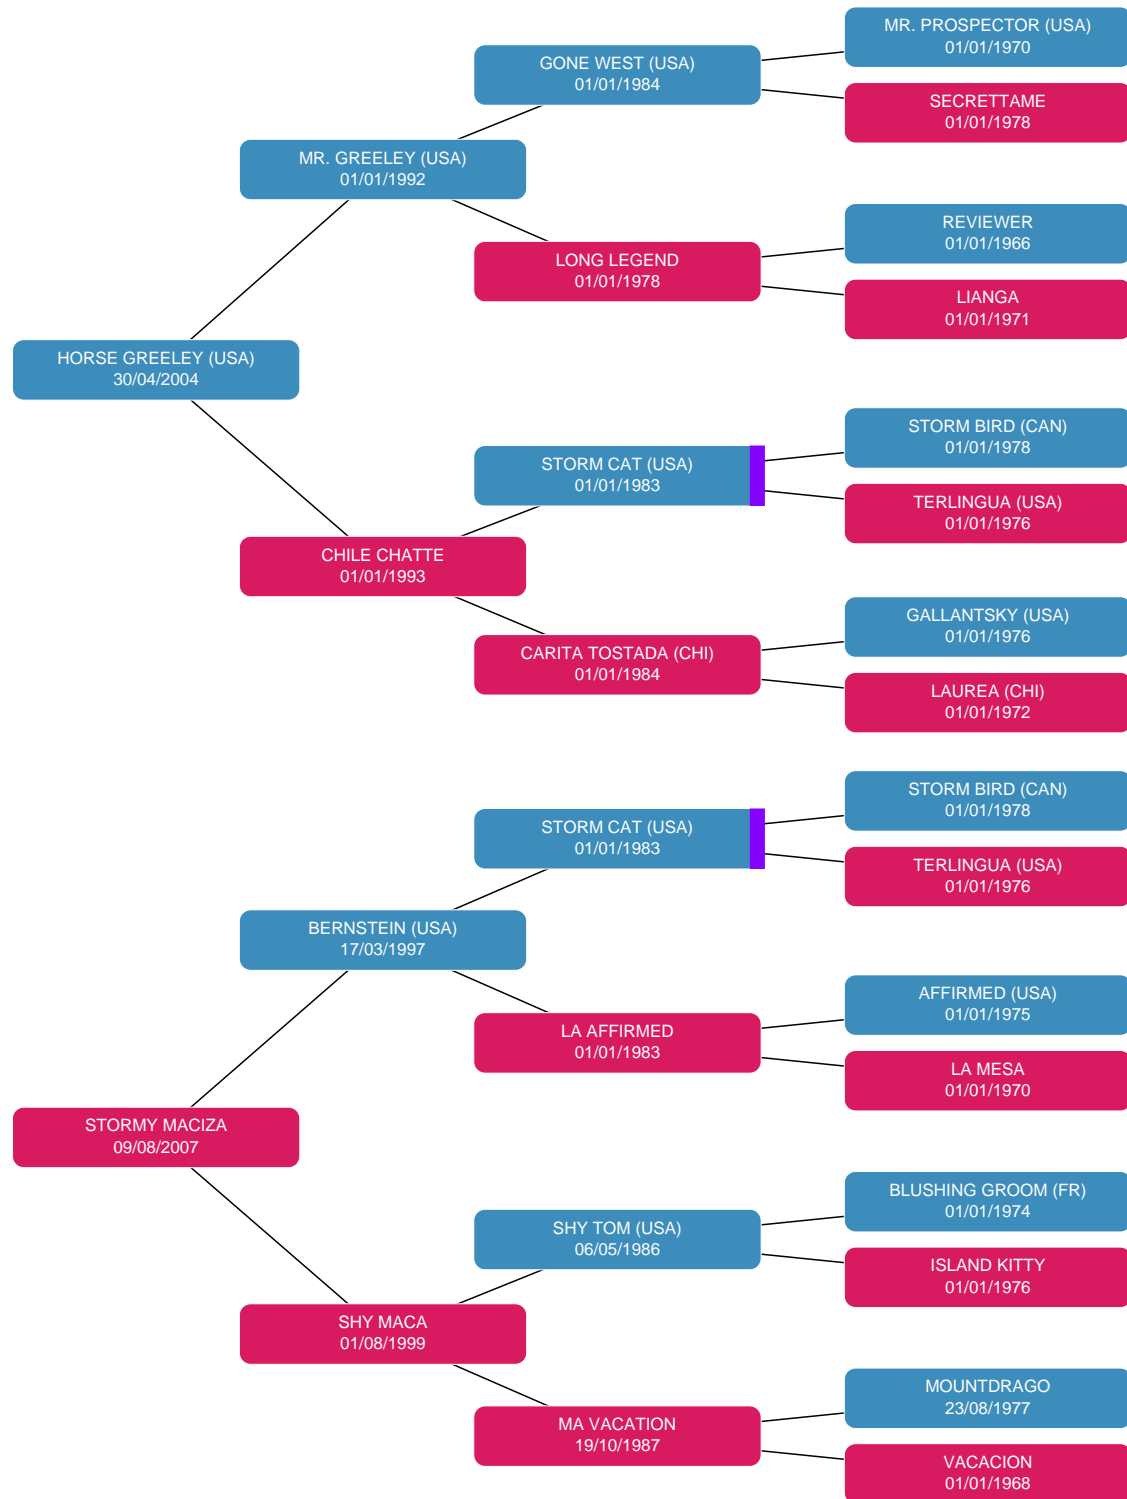 MR. PROSPECTOR (USA)
01/01/1970
GONE WEST (USA)
01/01/1984
SECRETTAME
01/01/1978
MR. GREELEY (USA)
01/01/1992
REVIEWER
01/01/1966
LONG LEGEND
01/01/1978
LIANGA
01/01/1971
HORSE GREELEY (USA)
30/04/2004
STORM BIRD (CAN)
01/01/1978
STORM CAT (USA)
01/01/1983
TERLINGUA (USA)
01/01/1976
CHILE CHATTE
01/01/1993
GALLANTSKY (USA)
01/01/1976
CARITA TOSTADA (CHI)
01/01/1984
LAUREA (CHI)
01/01/1972
STORM BIRD (CAN)
01/01/1978
STORM CAT (USA)
01/01/1983
TERLINGUA (USA)
01/01/1976
BERNSTEIN (USA)
17/03/1997
AFFIRMED (USA)
01/01/1975
LA AFFIRMED
01/01/1983
LA MESA
01/01/1970
STORMY MACIZA
09/08/2007
BLUSHING GROOM (FR)
01/01/1974
SHY TOM (USA)
06/05/1986
ISLAND KITTY
01/01/1976
SHY MACA
01/08/1999
MOUNTDRAGO
23/08/1977
MA VACATION
19/10/1987
VACACION
01/01/1968